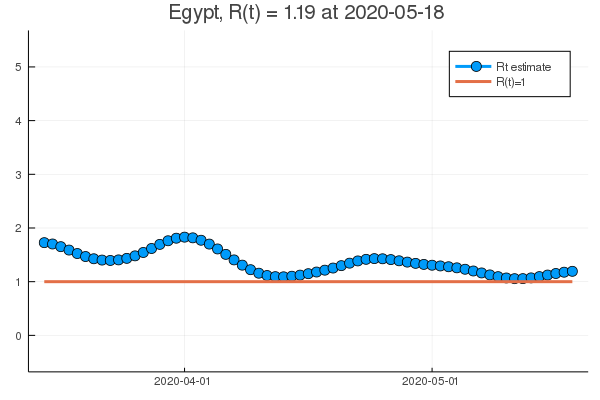 Egypt, R(t) = 1.19 at 2020-05-18
5
4
3
2
1
0
Rt estimate
R(t)=1
2020-04-01
2020-05-01